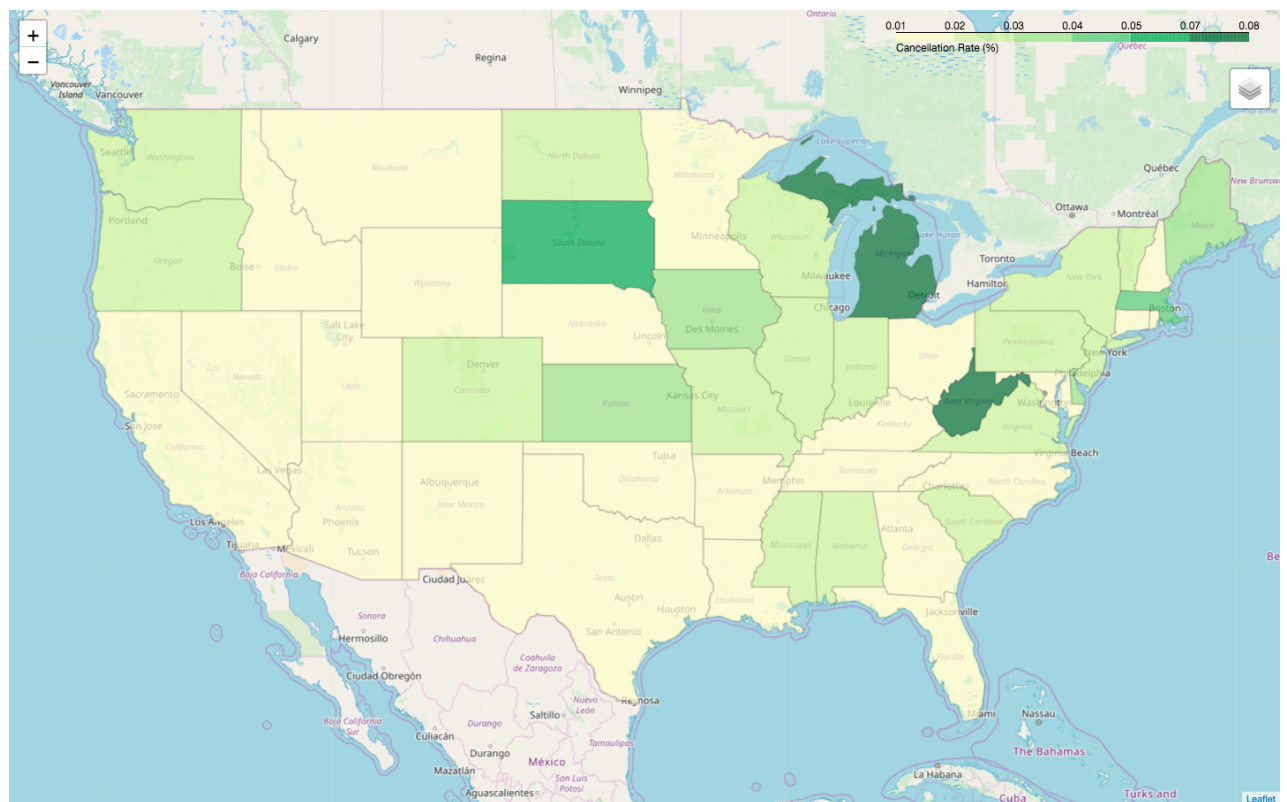 Ontario
0.01 0.02 0.03 0.04 0.05 0.07 0.08
Cancellation Rate (%)
+
−
Calgary
Regina
Winnipeg
Vancouver
Island
Vancouver
Québec
Lake Superior
Québec
New Brunsw
Ottawa
Montréal
Seattle
Washington
Montana
North Dakota
Minnesota
Portland
Oregon
Boise
Idaho
Wyoming
South Dakota
Minneapolis
Wisconsin
Milwaukee
Michigan
Lake Huron
Toronto
Hamilton
Detroit
Chicago
Maine
New York
Boston
Salt Lake
City
Nebraska
Lincoln
Iowa
Des Moines
Ohio
Pennsylvania
New York
Philadelphia
Sacramento
San Jose
California
Nevada
Utah
Denver
Colorado
Kansas
Kansas City
Missouri
Illinois
Indiana
Louisville
Kentucky
West Virginia
Washington
Virginia
Virginia Beach
Las Vegas
Los Angeles
Tijuana
Mexicali
Baja California
Arizona
Phoenix
Tucson
Albuquerque
New Mexico
Tulsa
Oklahoma
Arkansas
Memphis
Tennessee
Charlotte
North Carolina
South Carolina
Atlanta
Georgia
Alabama
Mississippi
Dallas
Texas
Austin
Houston
San Antonio
Louisiana
Jacksonville
Florida
Miami
Be
Ciudad Juárez
Sonora
Hermosillo
Chihuahua
Ciudad Obregón
Coahuila
de Zaragoza
Nuevo
León
Reynosa
Baja California
Sur
Culiacán
Durango
Durango
Saltillo
Tamaulipas
Mazatlán
México
San Luis
Potosí
Aguascalientes
Nassau
The Bahamas
La Habana
Cuba
Turks and
Leaflet